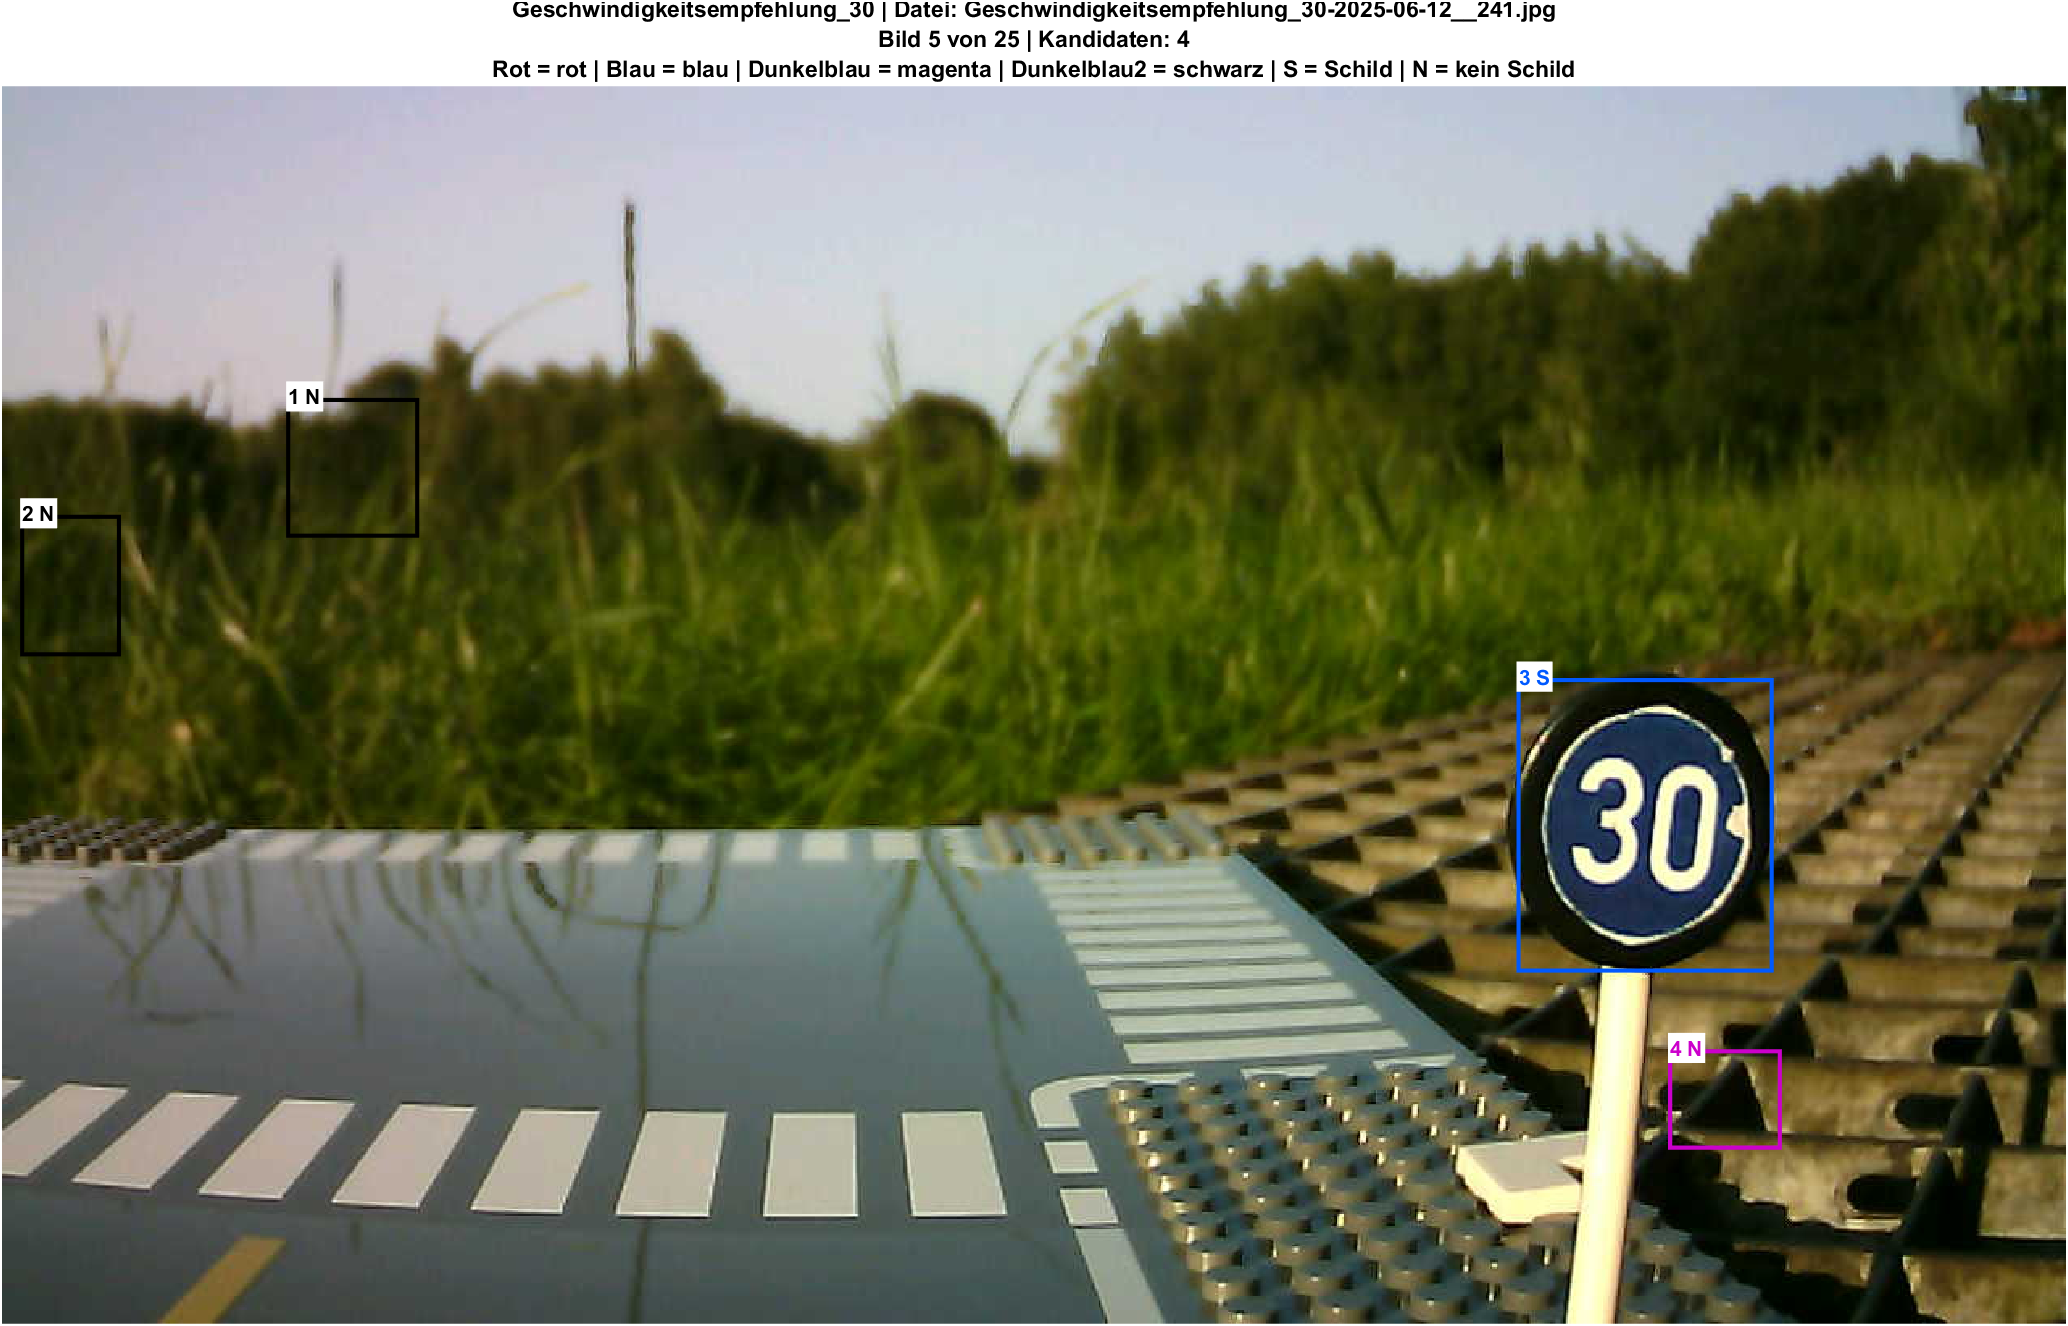 Geschwindigkeitsempfehlung_30 | Datei: Geschwindigkeitsempfehlung_30-2025-06-12__241.jpg
Bild 5 von 25 | Kandidaten: 4
Rot = rot | Blau = blau | Dunkelblau = magenta | Dunkelblau2 = schwarz | S = Schild | N = kein Schild
1 N
2 N
3 S
30
4 N